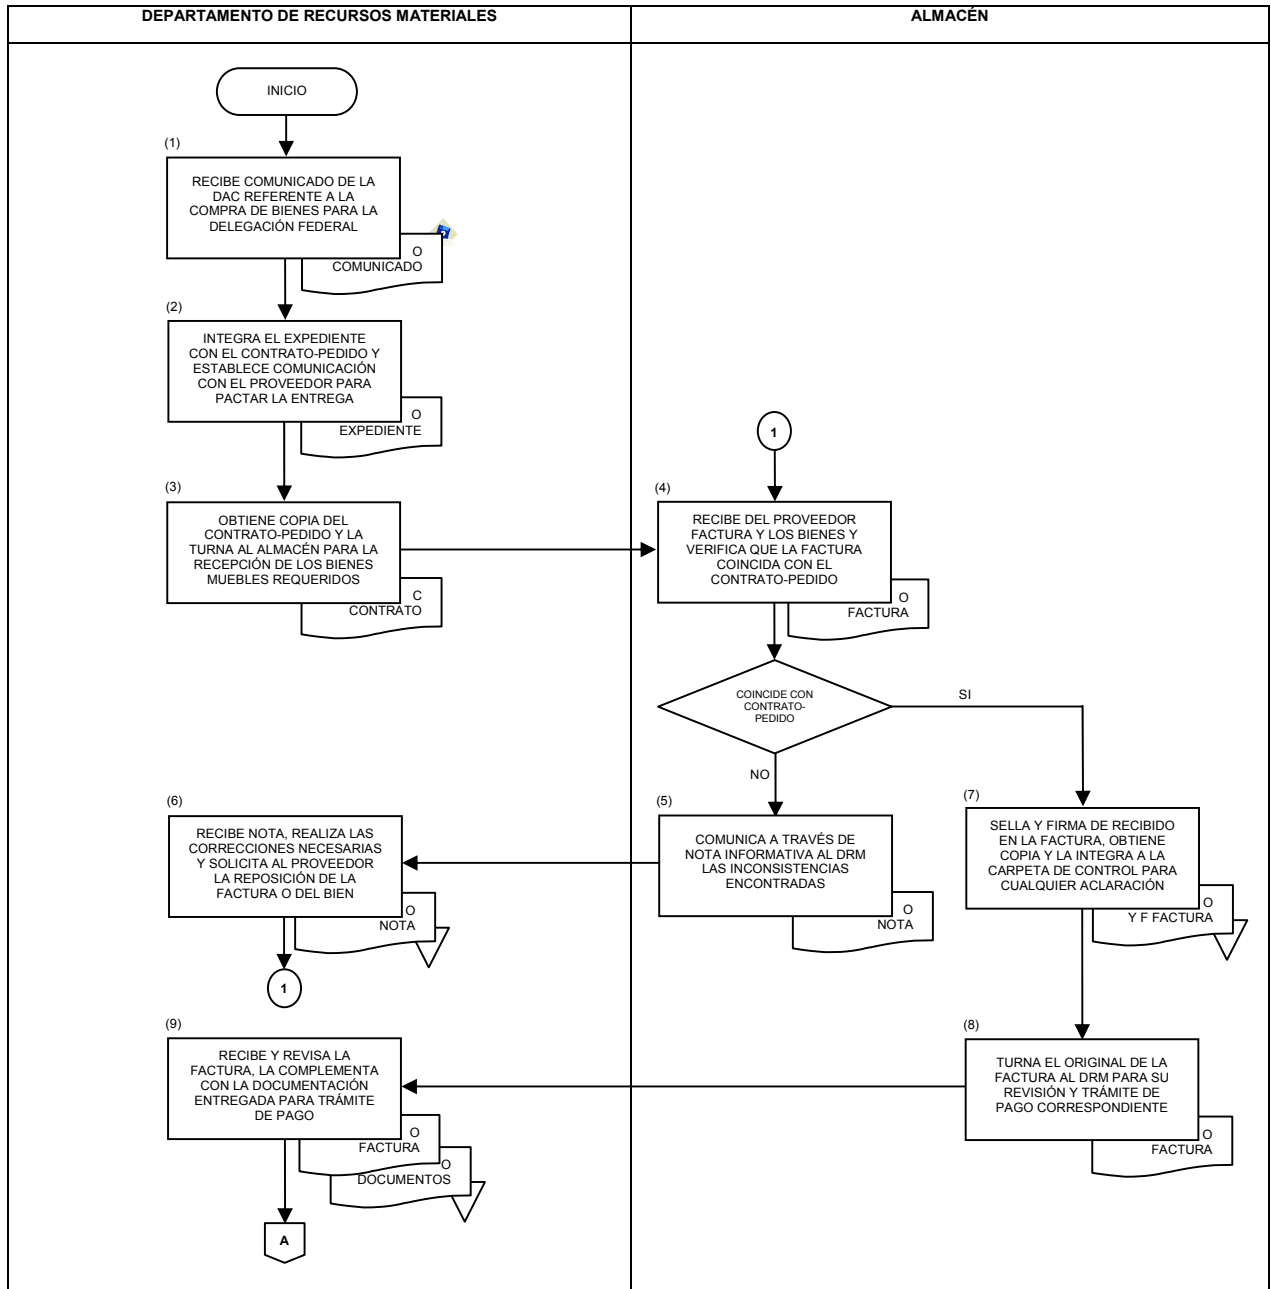 DEPARTAMENTO DE RECURSOS MATERIALES
ALMACÉN
INICIO
(1)
RECIBE COMUNICADO DE LA
DAC REFERENTE A LA
COMPRA DE BIENES PARA LA
DELEGACIÓN FEDERAL
O
COMUNICADO
(2)
INTEGRA EL EXPEDIENTE
CON EL CONTRATO-PEDIDO Y
ESTABLECE COMUNICACIÓN
CON EL PROVEEDOR PARA
PACTAR LA ENTREGA
O
EXPEDIENTE
(3)
OBTIENE COPIA DEL
CONTRATO-PEDIDO Y LA
TURNA AL ALMACÉN PARA LA
RECEPCIÓN DE LOS BIENES
MUEBLES REQUERIDOS
C
CONTRATO
1
(4)
RECIBE DEL PROVEEDOR
FACTURA Y LOS BIENES Y
VERIFICA QUE LA FACTURA
COINCIDA CON EL
CONTRATO-PEDIDO
O
FACTURA
COINCIDE CON
CONTRATO-
PEDIDO
SI
NO
(5)
COMUNICA A TRAVÉS DE
NOTA INFORMATIVA AL DRM
LAS INCONSISTENCIAS
ENCONTRADAS
O
NOTA
(6)
RECIBE NOTA, REALIZA LAS
CORRECCIONES NECESARIAS
Y SOLICITA AL PROVEEDOR
LA REPOSICIÓN DE LA
FACTURA O DEL BIEN
O
NOTA
1
(7)
SELLA Y FIRMA DE RECIBIDO
EN LA FACTURA, OBTIENE
COPIA Y LA INTEGRA A LA
CARPETA DE CONTROL PARA
CUALQUIER ACLARACIÓN
O
Y F FACTURA
(8)
TURNA EL ORIGINAL DE LA
FACTURA AL DRM PARA SU
REVISIÓN Y TRÁMITE DE
PAGO CORRESPONDIENTE
O
FACTURA
(9)
RECIBE Y REVISA LA
FACTURA, LA COMPLEMENTA
CON LA DOCUMENTACIÓN
ENTREGADA PARA TRÁMITE
DE PAGO
O
FACTURA
O
DOCUMENTOS
A